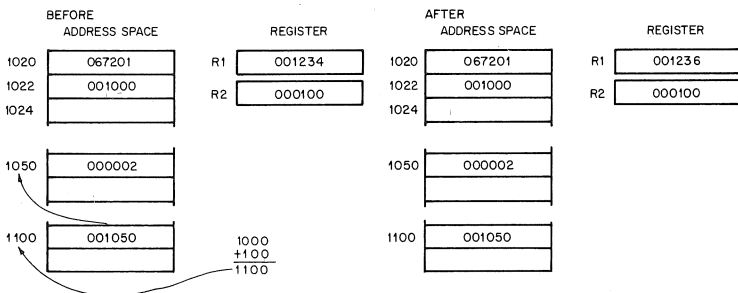 BEFORE
ADDRESS SPACE
REGISTER
1020 067201
R1 001234
1022 001000
R2 000100
1024
1050 000002
1100 001050
1000
+100
1100
AFTER
ADDRESS SPACE
REGISTER
1020 067201
R1 001236
1022 001000
R2 000100
1024
1050 000002
1100 001050